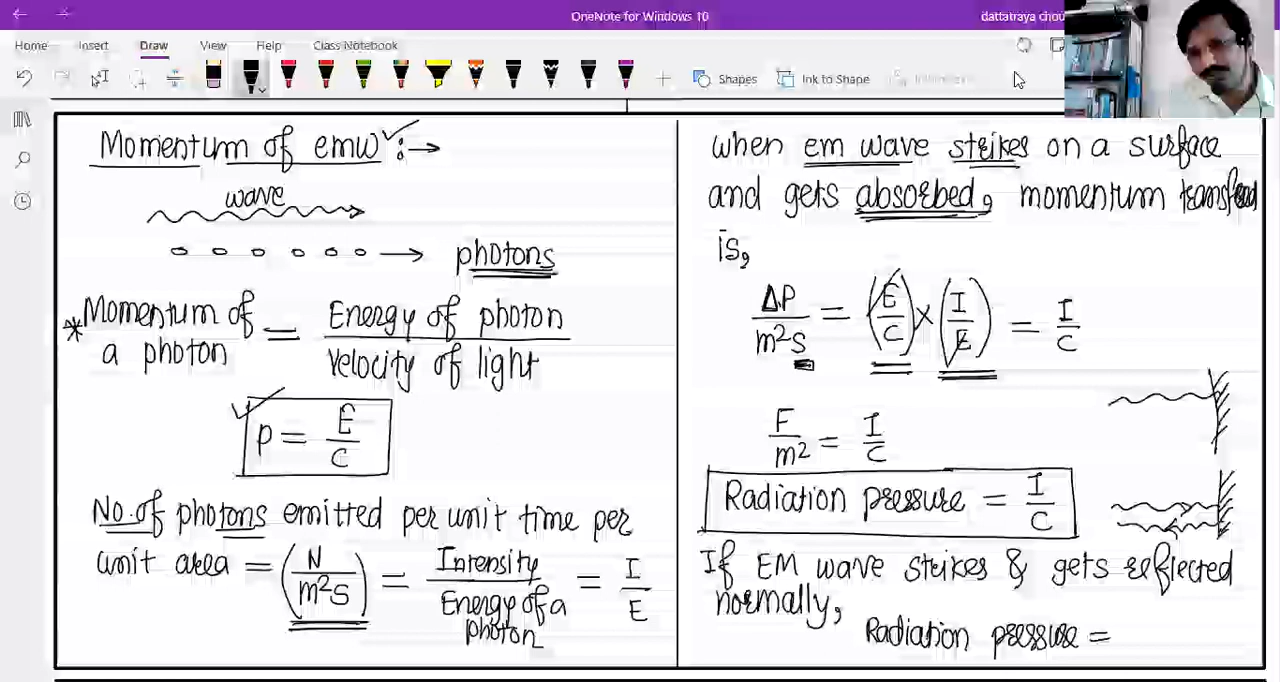 OneNote for Windows 10
dattatraya
Home Insert Draw View Help Class Notebook
Shapes Ink to Shape
Momentum of emw :→
wave
photons
* Momentum of a photon = Energy of photon / Velocity of light
P = E/C
No. of photons emitted per unit time per
unit area = (N/m²S) = Intensity / Energy of a photon = I/E
when em wave strikes on a surface
and gets absorbed,
momentum
is,
ΔP/m²S = (E/C) × (I/E) = I/C
F/m² = I/C
Radiation pressure = I/C
If EM wave strikes & gets reflected
normally,
Radiation pressure =